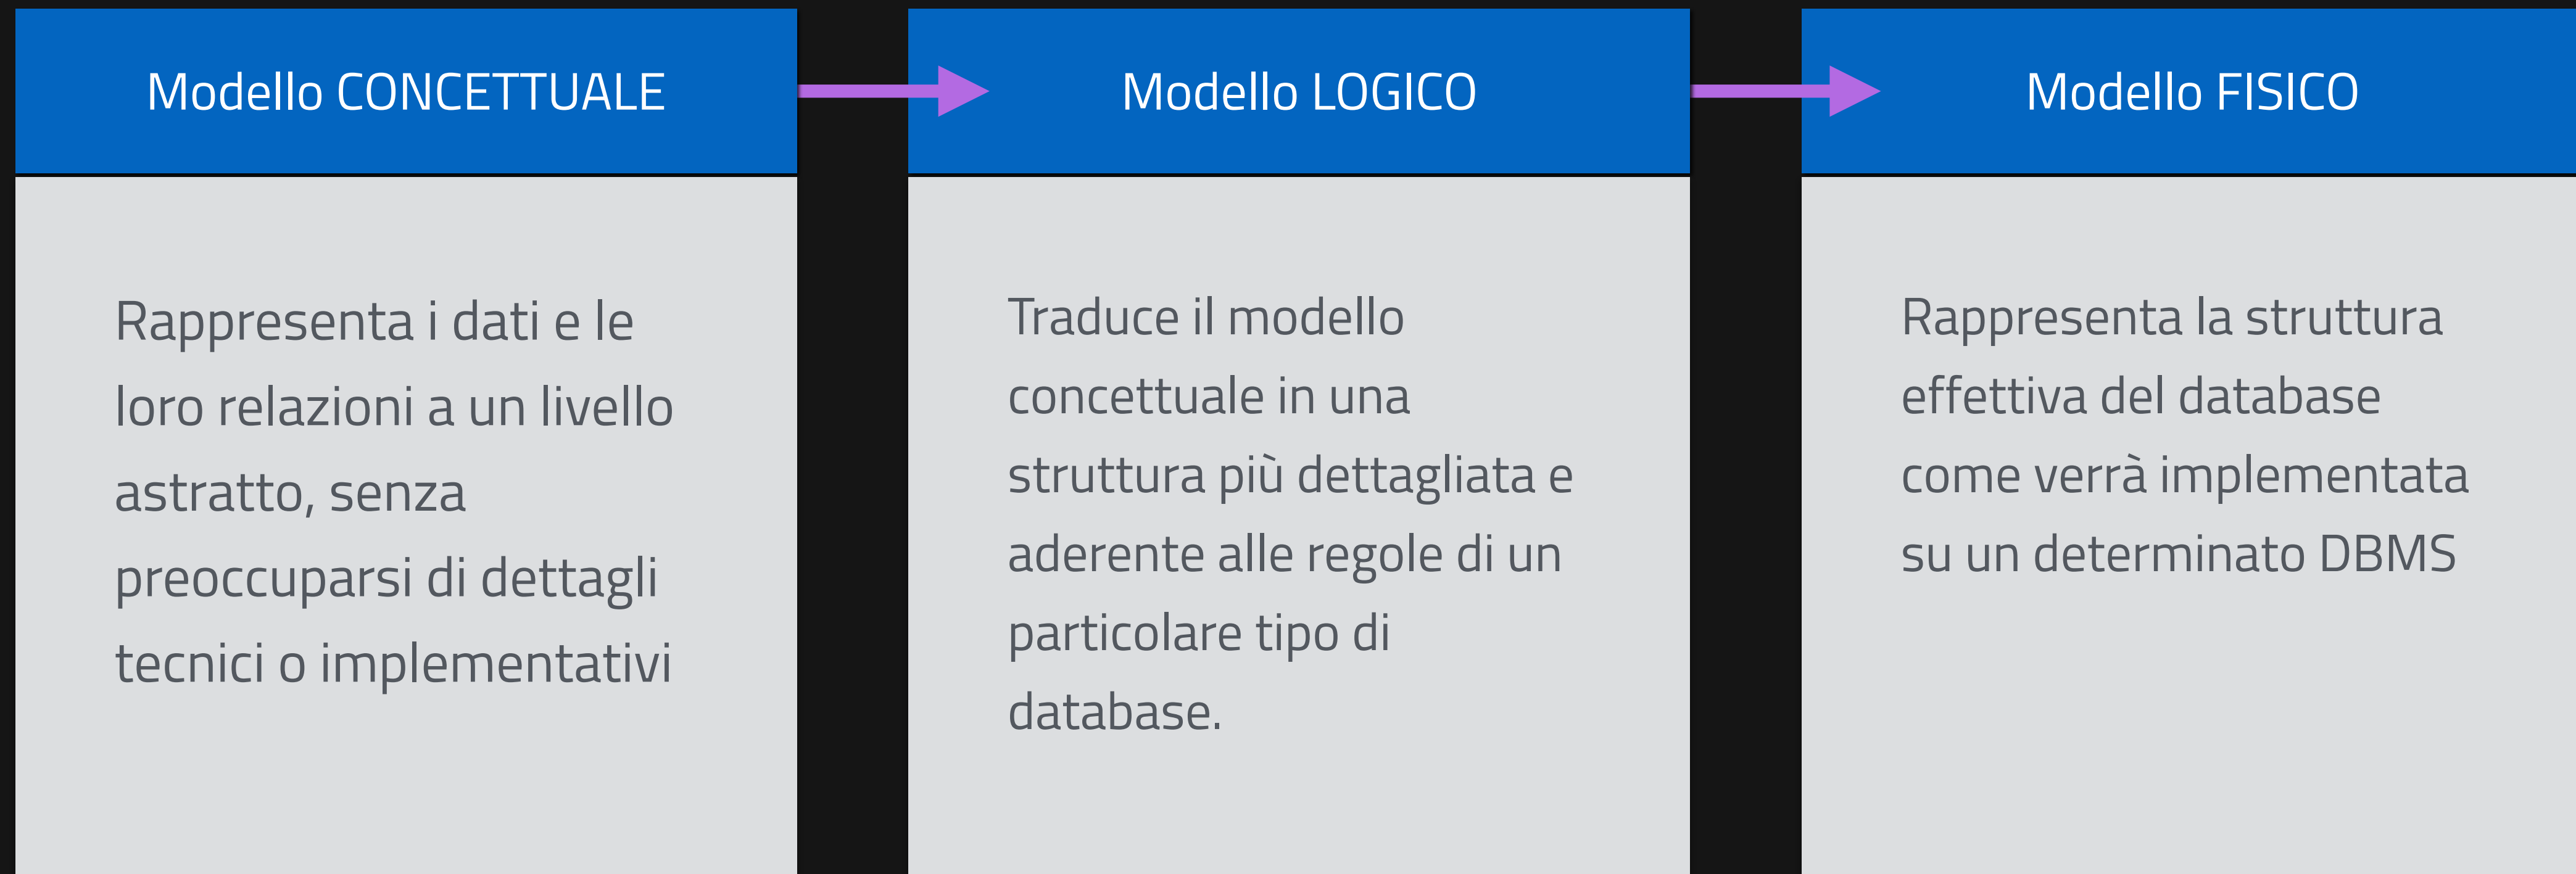 Modello CONCETTUALE
Rappresenta i dati e le
loro relazioni a un livello
astratto, senza
preoccuparsi di dettagli
tecnici o implementativi
Modello LOGICO
Traduce il modello
concettuale in una
struttura più dettagliata e
aderente alle regole di un
particolare tipo di
database.
Modello FISICO
Rappresenta la struttura
effettiva del database
come verrà implementata
su un determinato DBMS